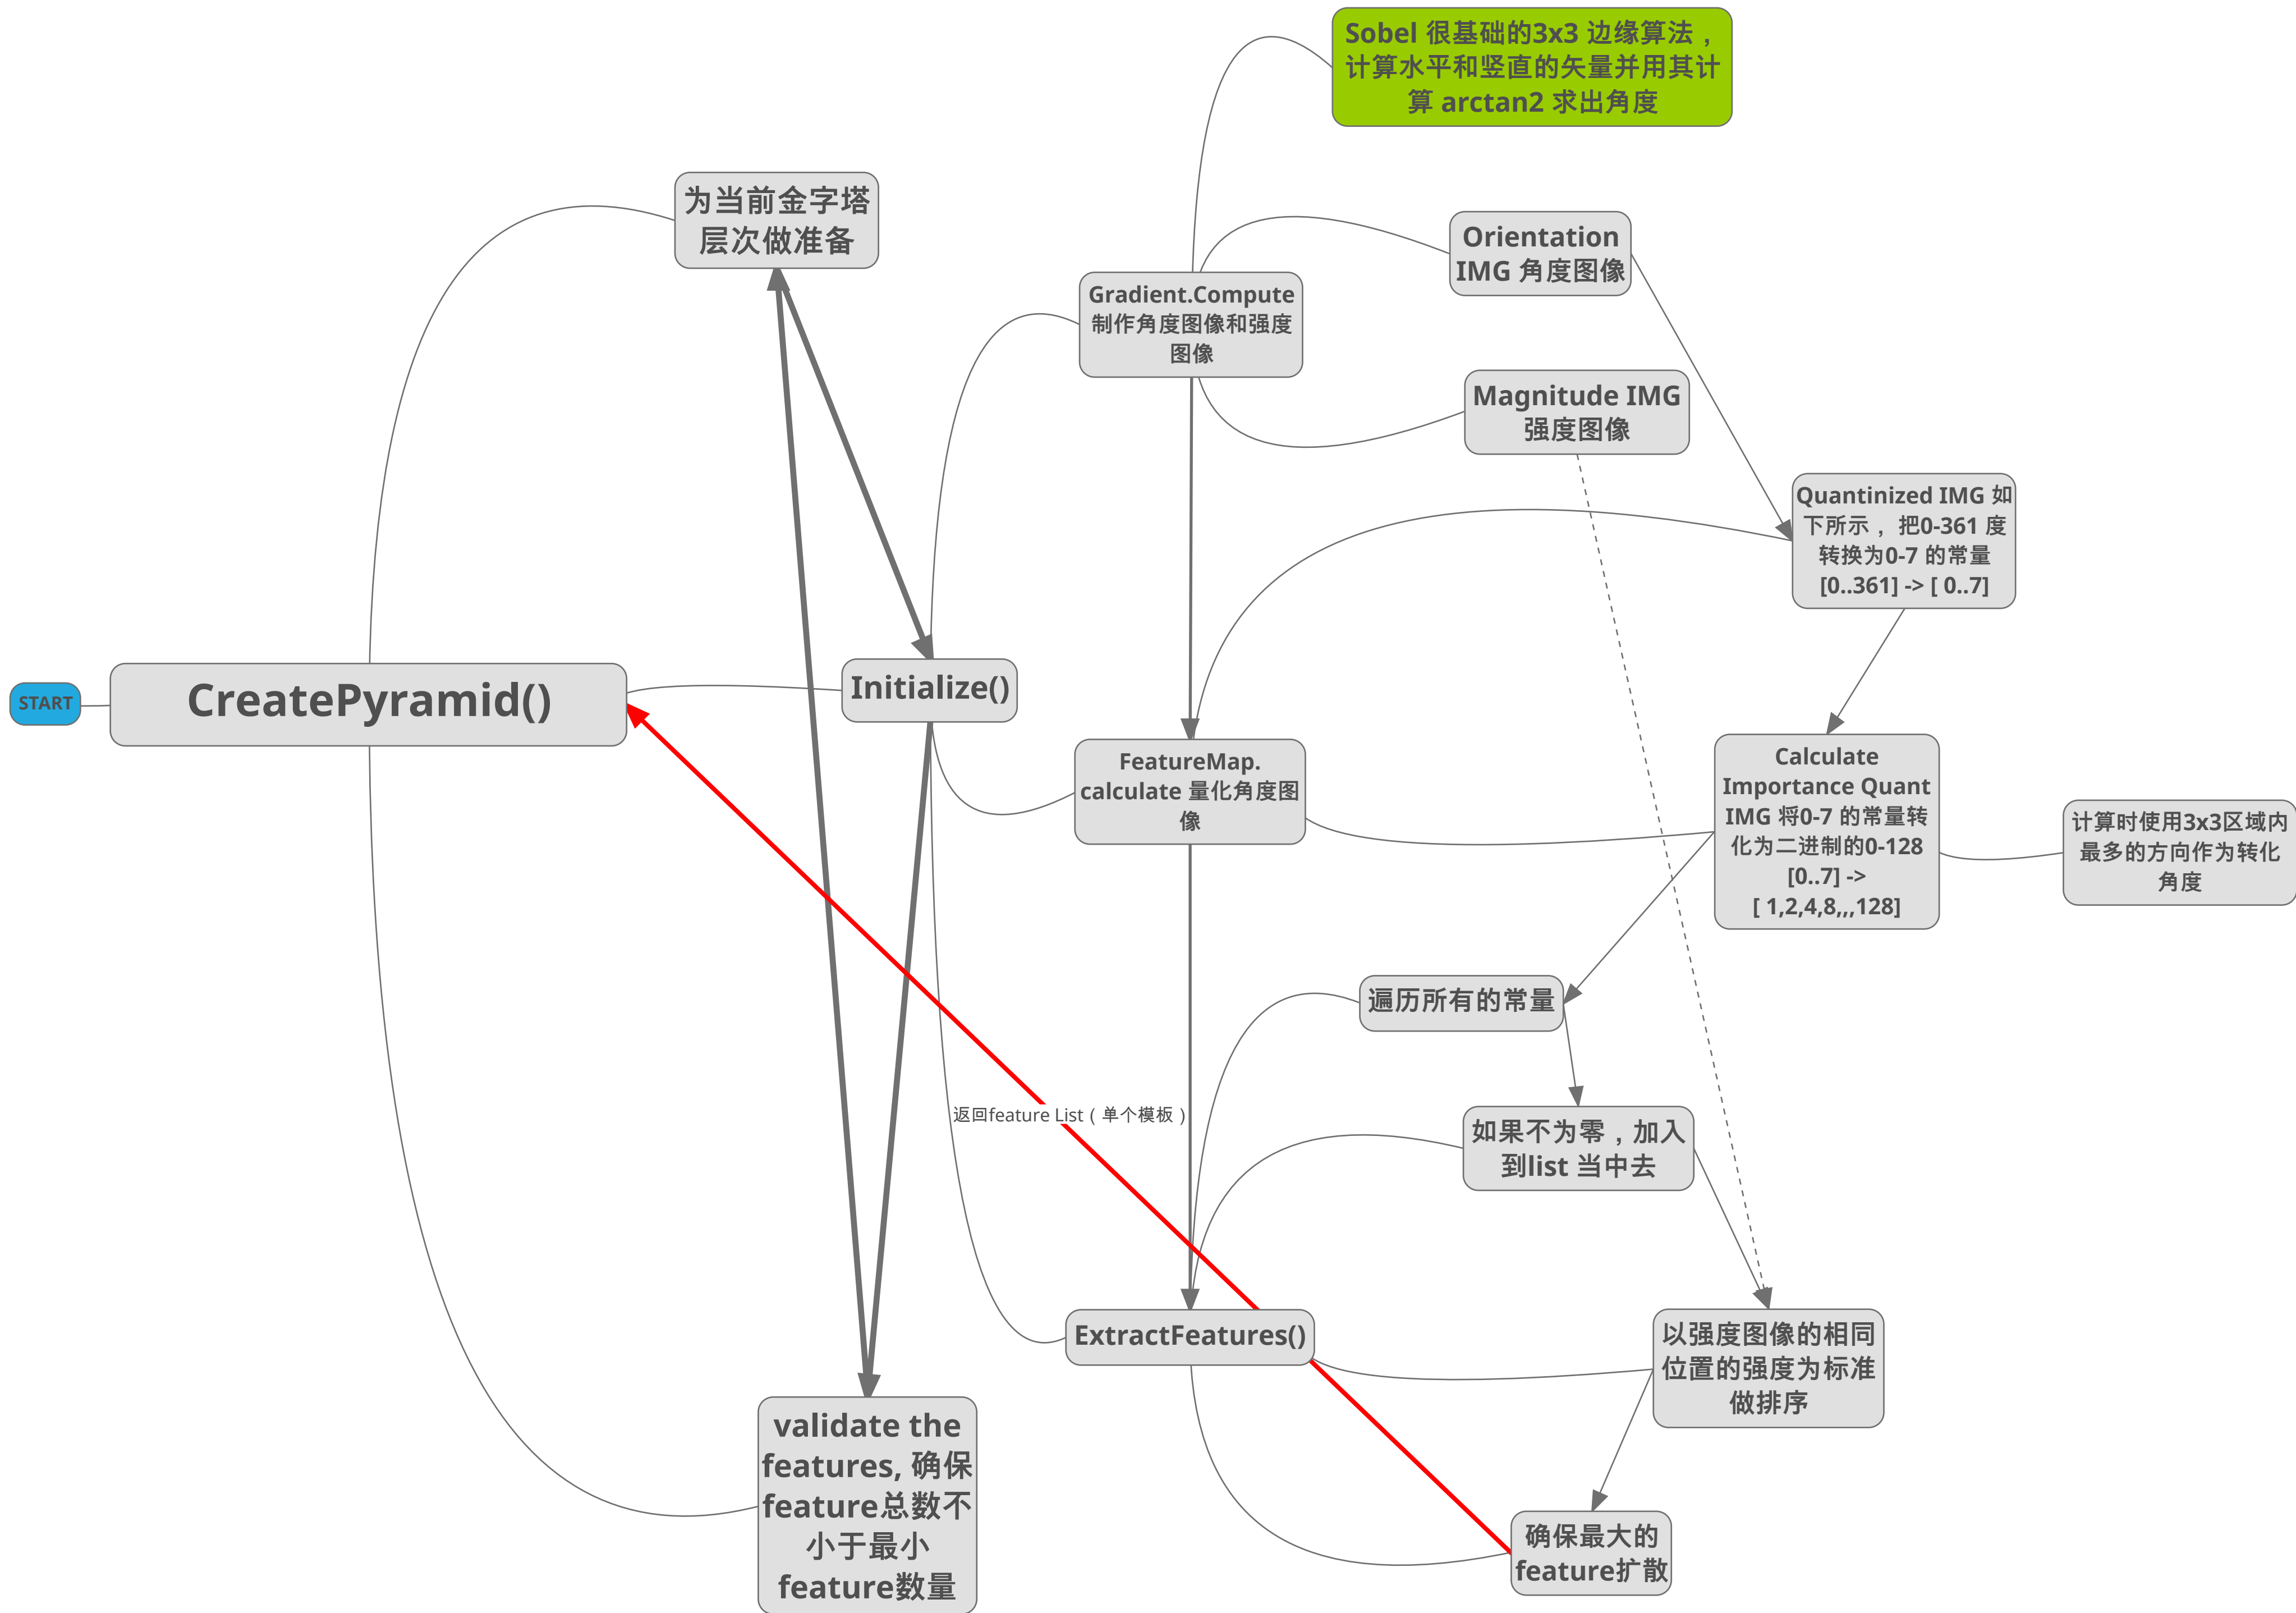 Sobel 很基础的3x3 边缘算法，
计算水平和竖直的矢量并用其计
算 arctan2 求出角度
为当前金字塔
层次做准备
Orientation
IMG 角度图像
Gradient.Compute
制作角度图像和强度
图像
Magnitude IMG
强度图像
Quantinized IMG 如
下所示， 把0-361 度
转换为0-7 的常量
[0..361] -> [ 0..7]
START
CreatePyramid()
Initialize()
FeatureMap.
calculate 量化角度图
像
Calculate
Importance Quant
IMG 将0-7 的常量转
化为二进制的0-128
[0..7] ->
[ 1,2,4,8,,,128]
计算时使用3x3区域内
最多的方向作为转化
角度
遍历所有的常量
返回feature List（单个模板）
如果不为零，加入
到list 当中去
ExtractFeatures()
以强度图像的相同
位置的强度为标准
做排序
validate the
features, 确保
feature总数不
小于最小
feature数量
确保最大的
feature扩散